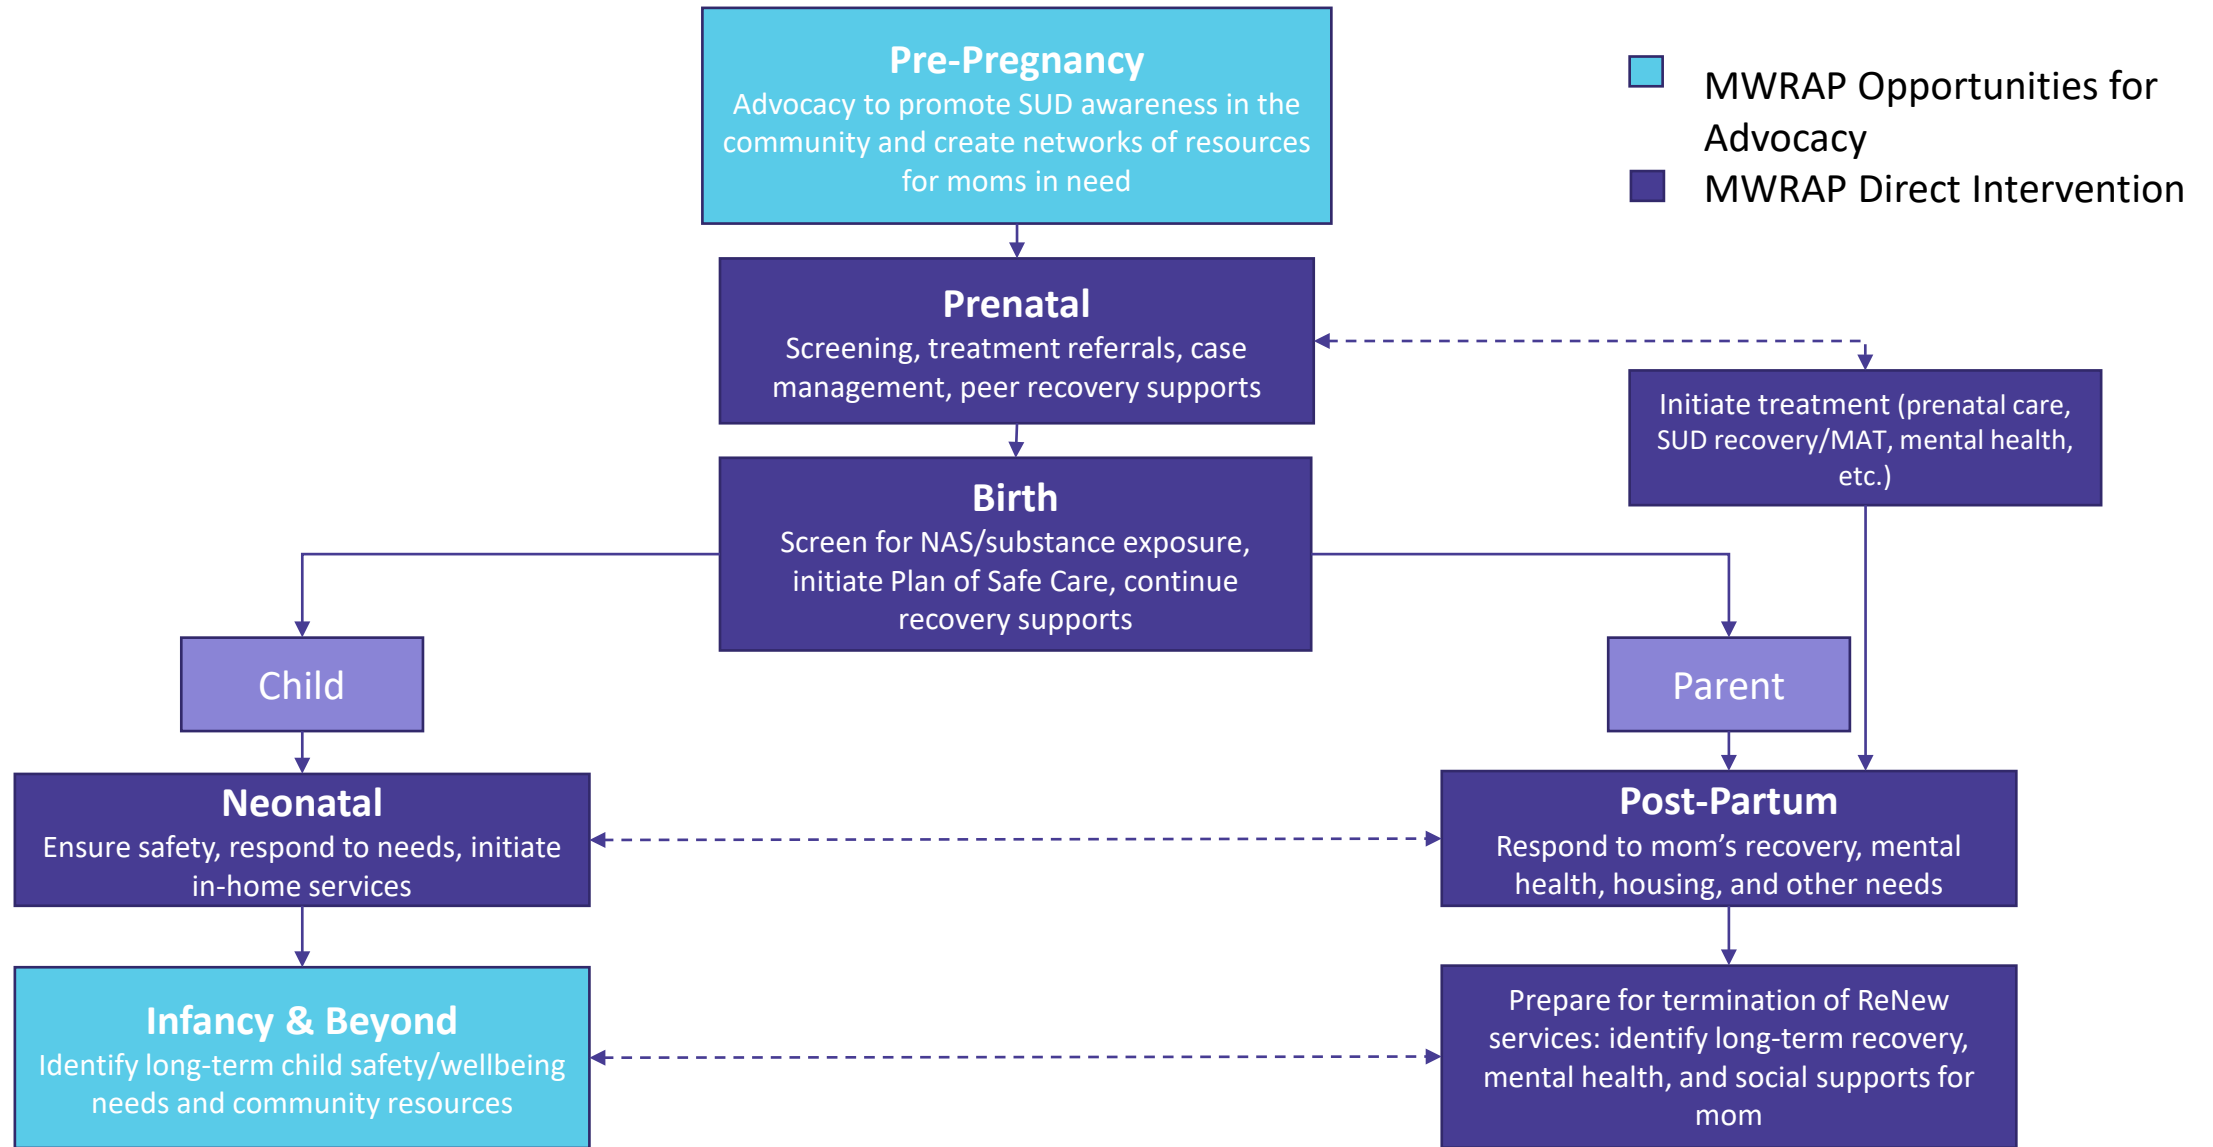 Pre-Pregnancy
Advocacy to promote SUD awareness in the
community and create networks of resources
for moms in need
MWRAP Opportunities for
Advocacy
MWRAP Direct Intervention
Prenatal
Screening, treatment referrals, case
management, peer recovery supports
Initiate treatment (prenatal care,
SUD recovery/MAT, mental health,
etc.)
Birth
Screen for NAS/substance exposure,
initiate Plan of Safe Care, continue
recovery supports
Child
Parent
Neonatal
Ensure safety, respond to needs, initiate
in-home services
Post-Partum
Respond to mom’s recovery, mental
health, housing, and other needs
Infancy & Beyond
Identify long-term child safety/wellbeing
needs and community resources
Prepare for termination of ReNew
services: identify long-term recovery,
mental health, and social supports for
mom